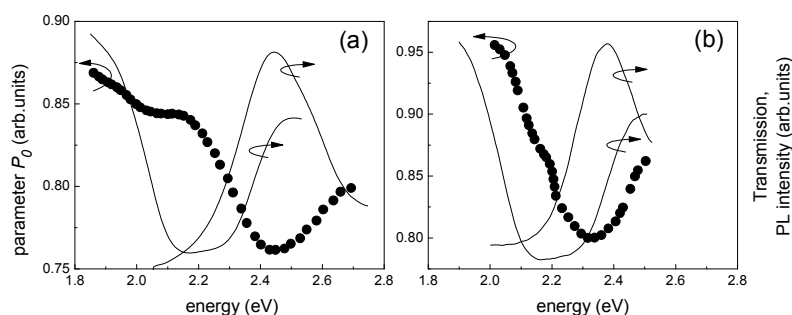 0.90
0.85
0.80
0.75
parameter P0 (arb.units)
(a)
1.8 2.0 2.2 2.4 2.6 2.8
energy (eV)
0.95
0.90
0.85
0.80
(b)
1.8 2.0 2.2 2.4 2.6 2.8
energy (eV)
Transmission,
PL intensity (arb.units)